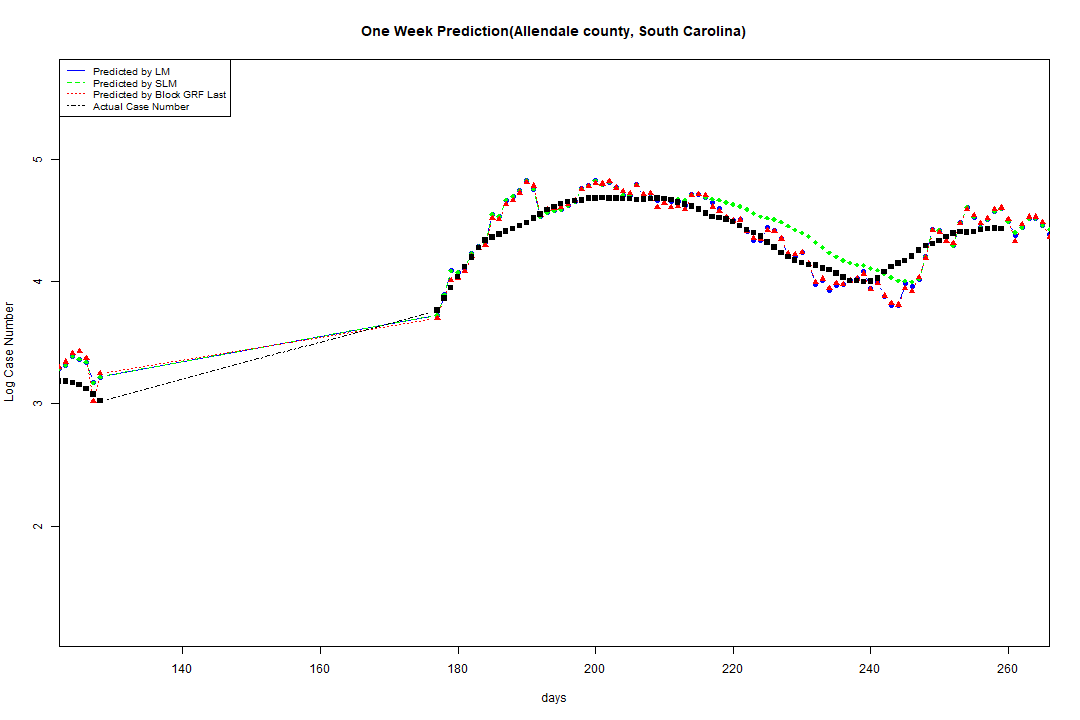 One Week Prediction(Allendale county, South Carolina)
Predicted by LM
Predicted by SLM
Predicted by Block GRF Last
Actual Case Number
5
4
3
2
Log Case Number
140 160 180 200 220 240 260
days